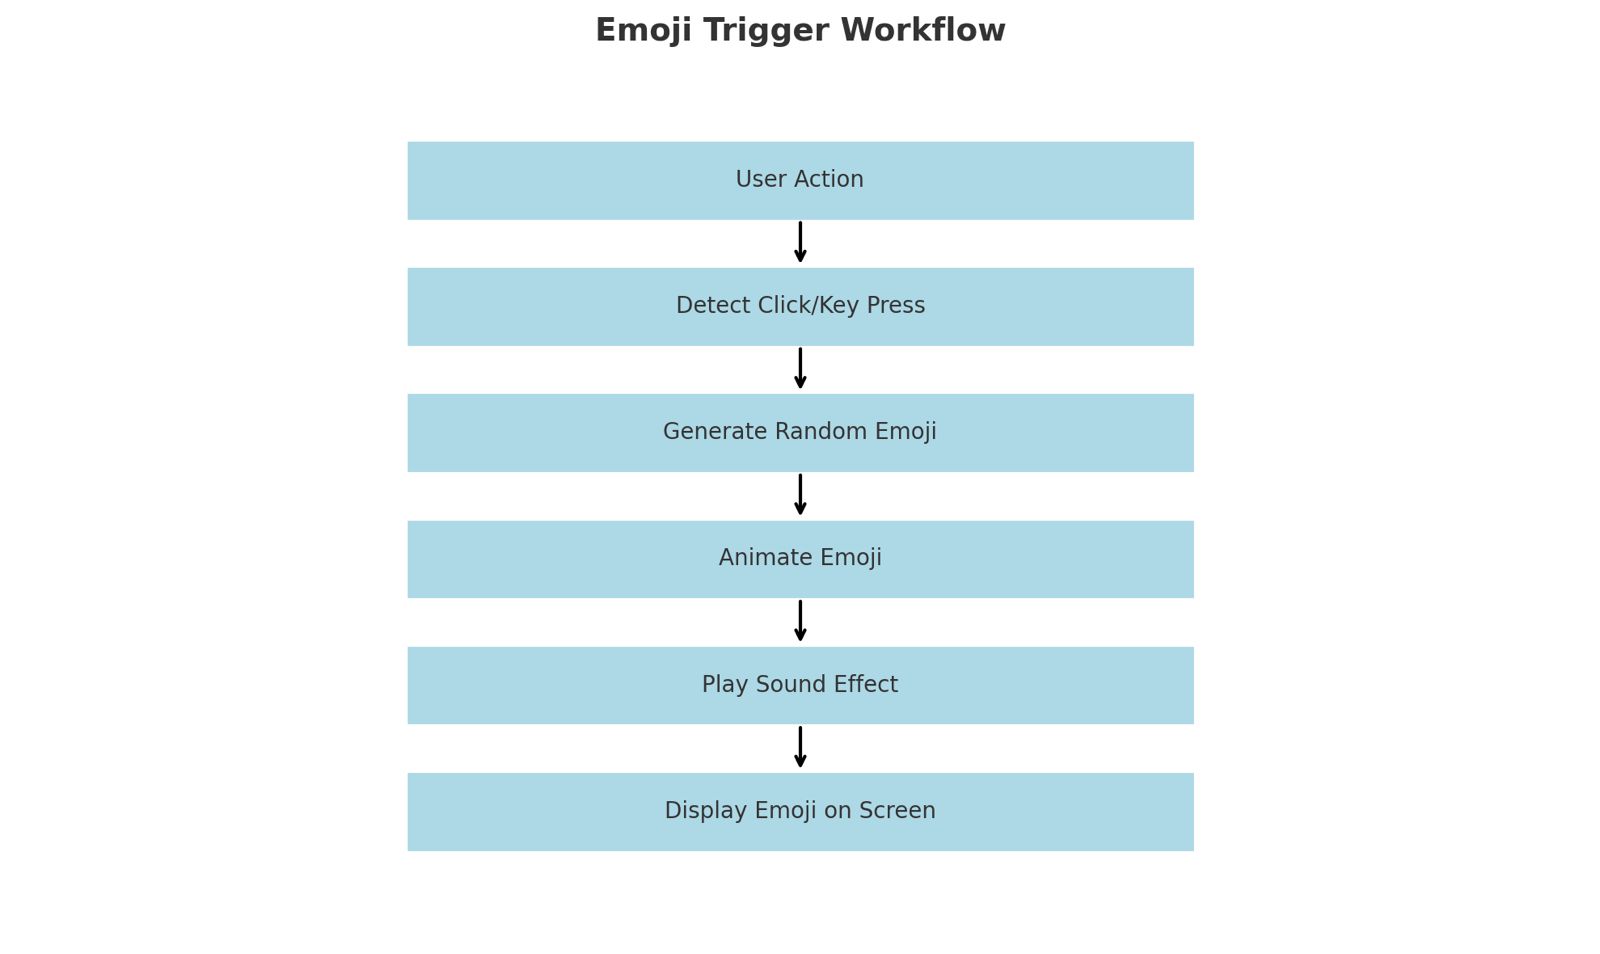 Emoji Trigger Workflow
User Action
Detect Click/Key Press
Generate Random Emoji
Animate Emoji
Play Sound Effect
Display Emoji on Screen